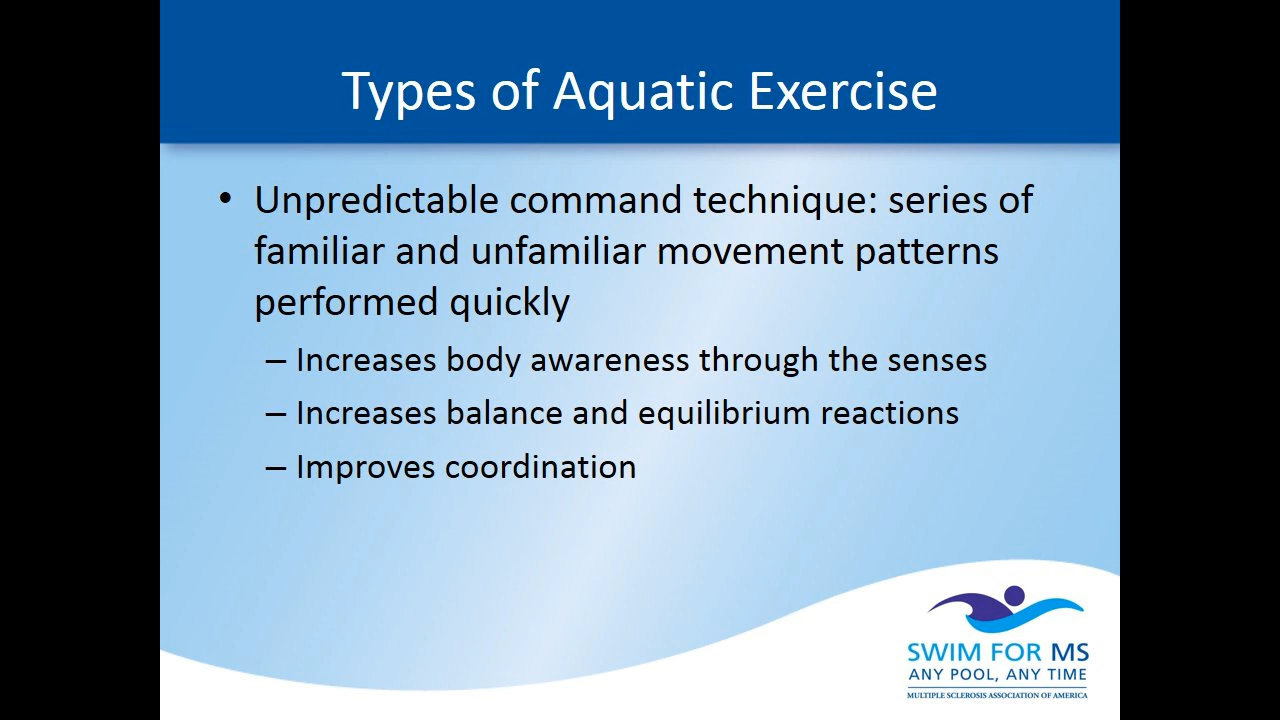 Types of Aquatic Exercise
• Unpredictable command technique: series of
familiar and unfamiliar movement patterns
performed quickly
– Increases body awareness through the senses
– Increases balance and equilibrium reactions
– Improves coordination
SWIM FOR MS
ANY POOL, ANY TIME
MULTIPLE SCLEROSIS ASSOCIATION OF AMERICA